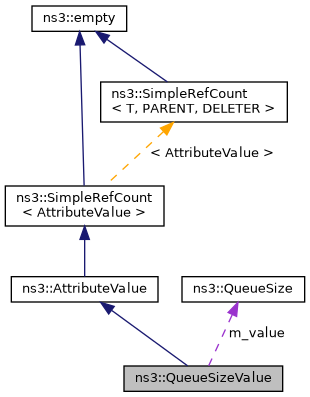 ns3::empty
ns3::SimpleRefCount
< T, PARENT, DELETER >
< AttributeValue >
ns3::SimpleRefCount
< AttributeValue >
ns3::AttributeValue
ns3::QueueSize
m_value
ns3::QueueSizeValue